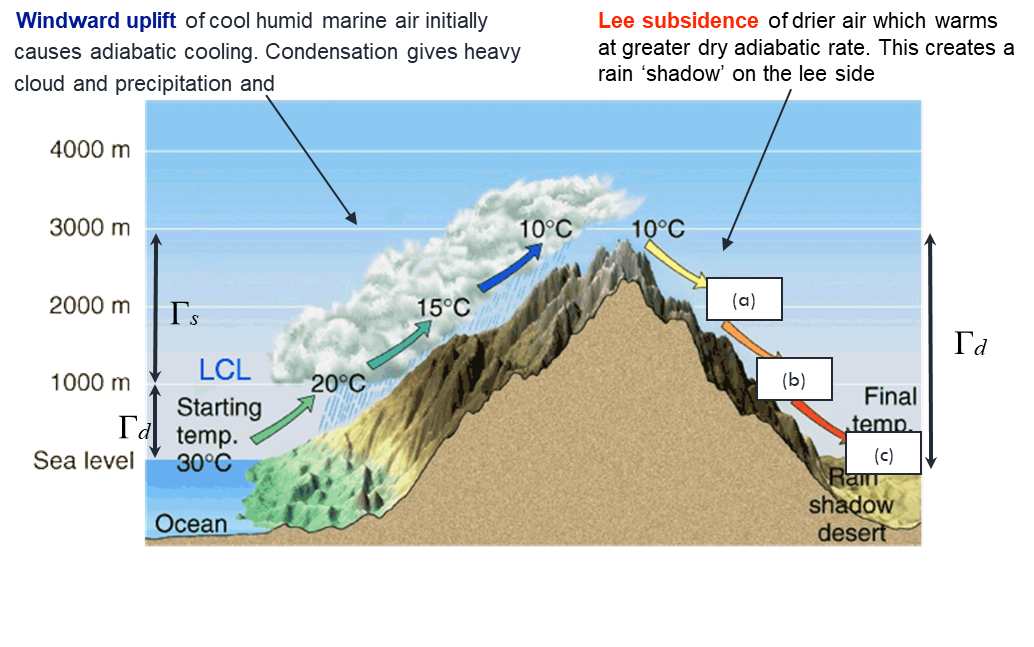 Windward uplift of cool humid marine air initially
causes adiabatic cooling. Condensation gives heavy
cloud and precipitation and
Lee subsidence of drier air which warms
at greater dry adiabatic rate. This creates a
rain ‘shadow’ on the lee side
4000 m
3000 m
2000 m
1000 m
Sea level
Γs
Γd
LCL
Starting
temp.
30°C
20°C
15°C
10°C
10°C
(a)
(b)
(c)
Γd
Final
temp.
Rain
shadow
desert
Ocean